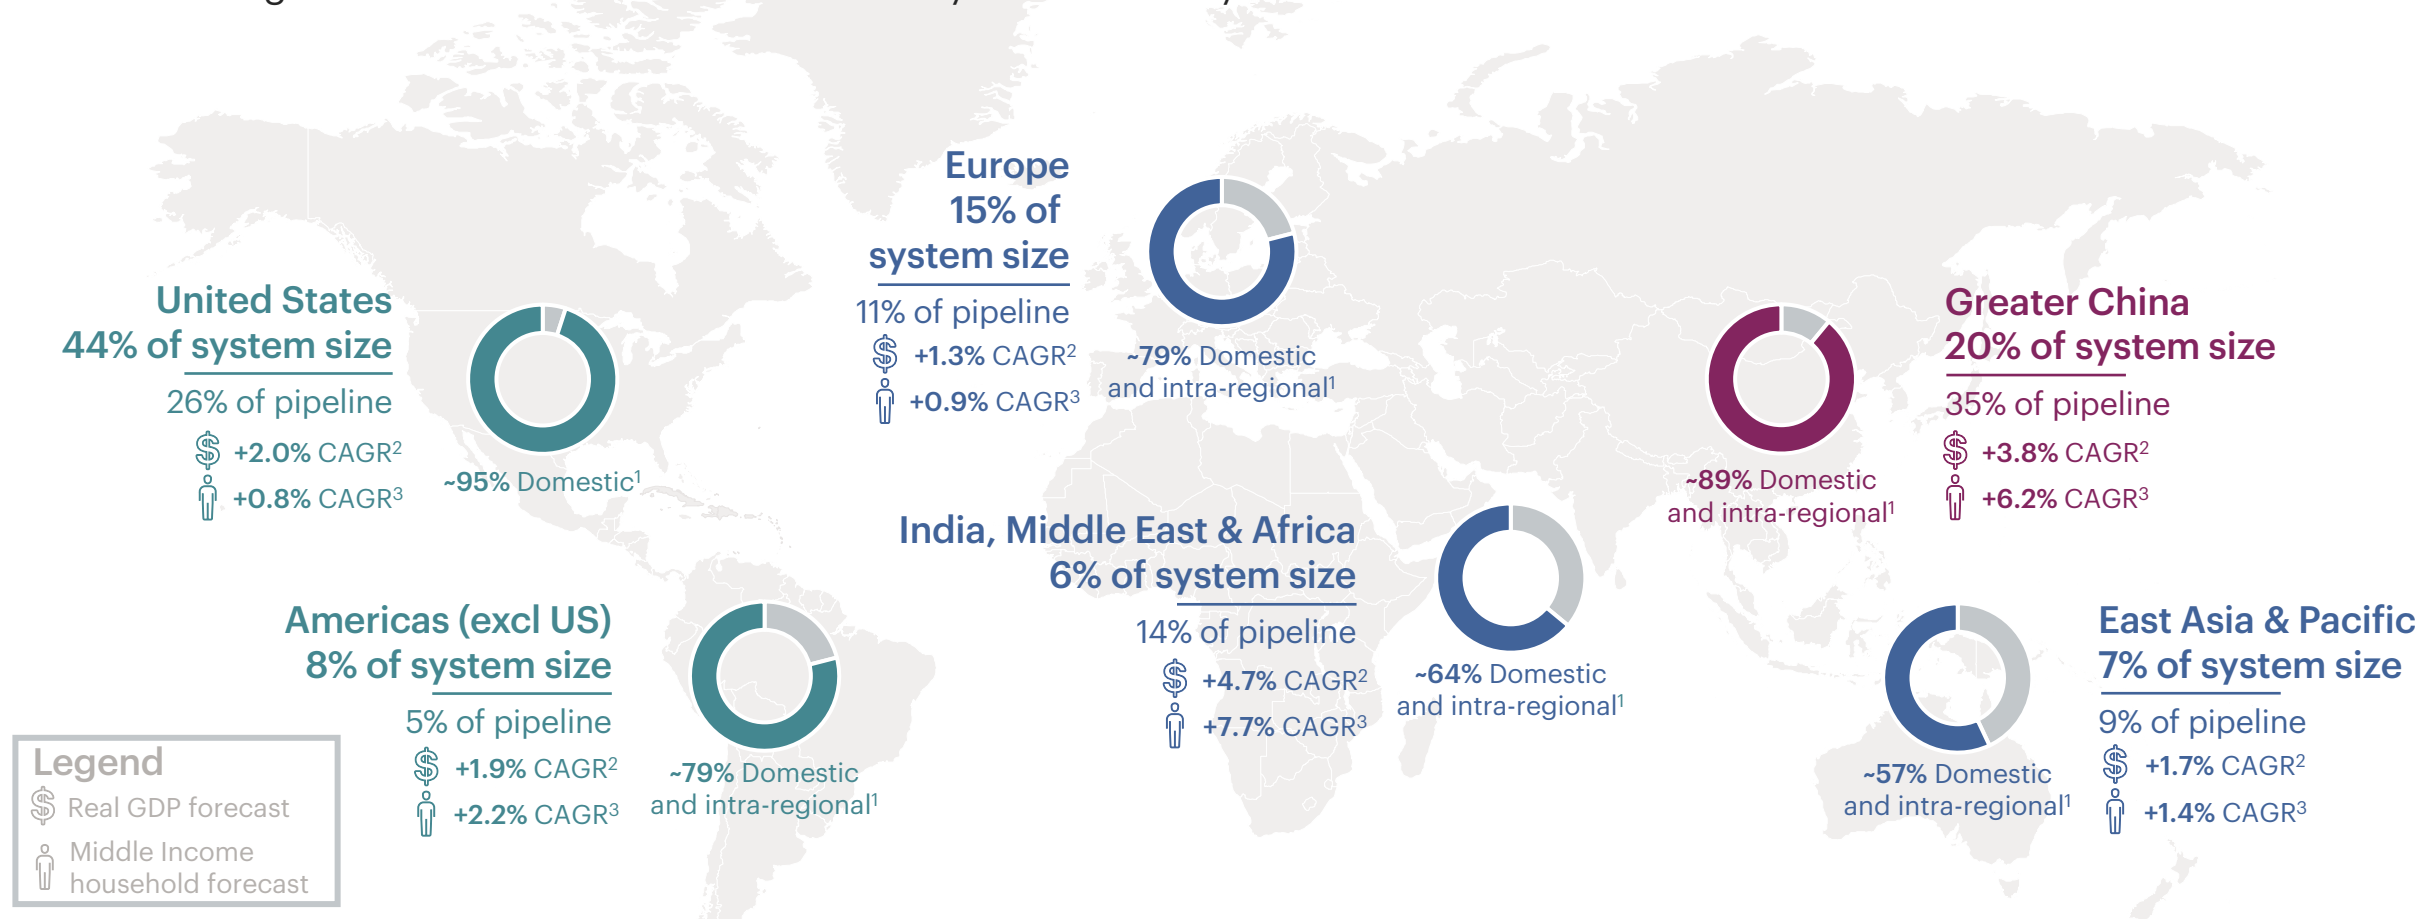 United States
44% of system size
26% of pipeline
+2.0% CAGR²
+0.8% CAGR³
~95% Domestic¹
Europe
15% of
system size
11% of pipeline
+1.3% CAGR²
+0.9% CAGR³
~79% Domestic
and intra-regional¹
Greater China
20% of system size
35% of pipeline
+3.8% CAGR²
+6.2% CAGR³
~89% Domestic
and intra-regional¹
Americas (excl US)
8% of system size
5% of pipeline
+1.9% CAGR²
+2.2% CAGR³
~79% Domestic
and intra-regional¹
India, Middle East & Africa
6% of system size
14% of pipeline
+4.7% CAGR²
+7.7% CAGR³
~64% Domestic
and intra-regional¹
East Asia & Pacific
7% of system size
9% of pipeline
+1.7% CAGR²
+1.4% CAGR³
~57% Domestic
and intra-regional¹
Legend
Real GDP forecast
Middle Income
household forecast